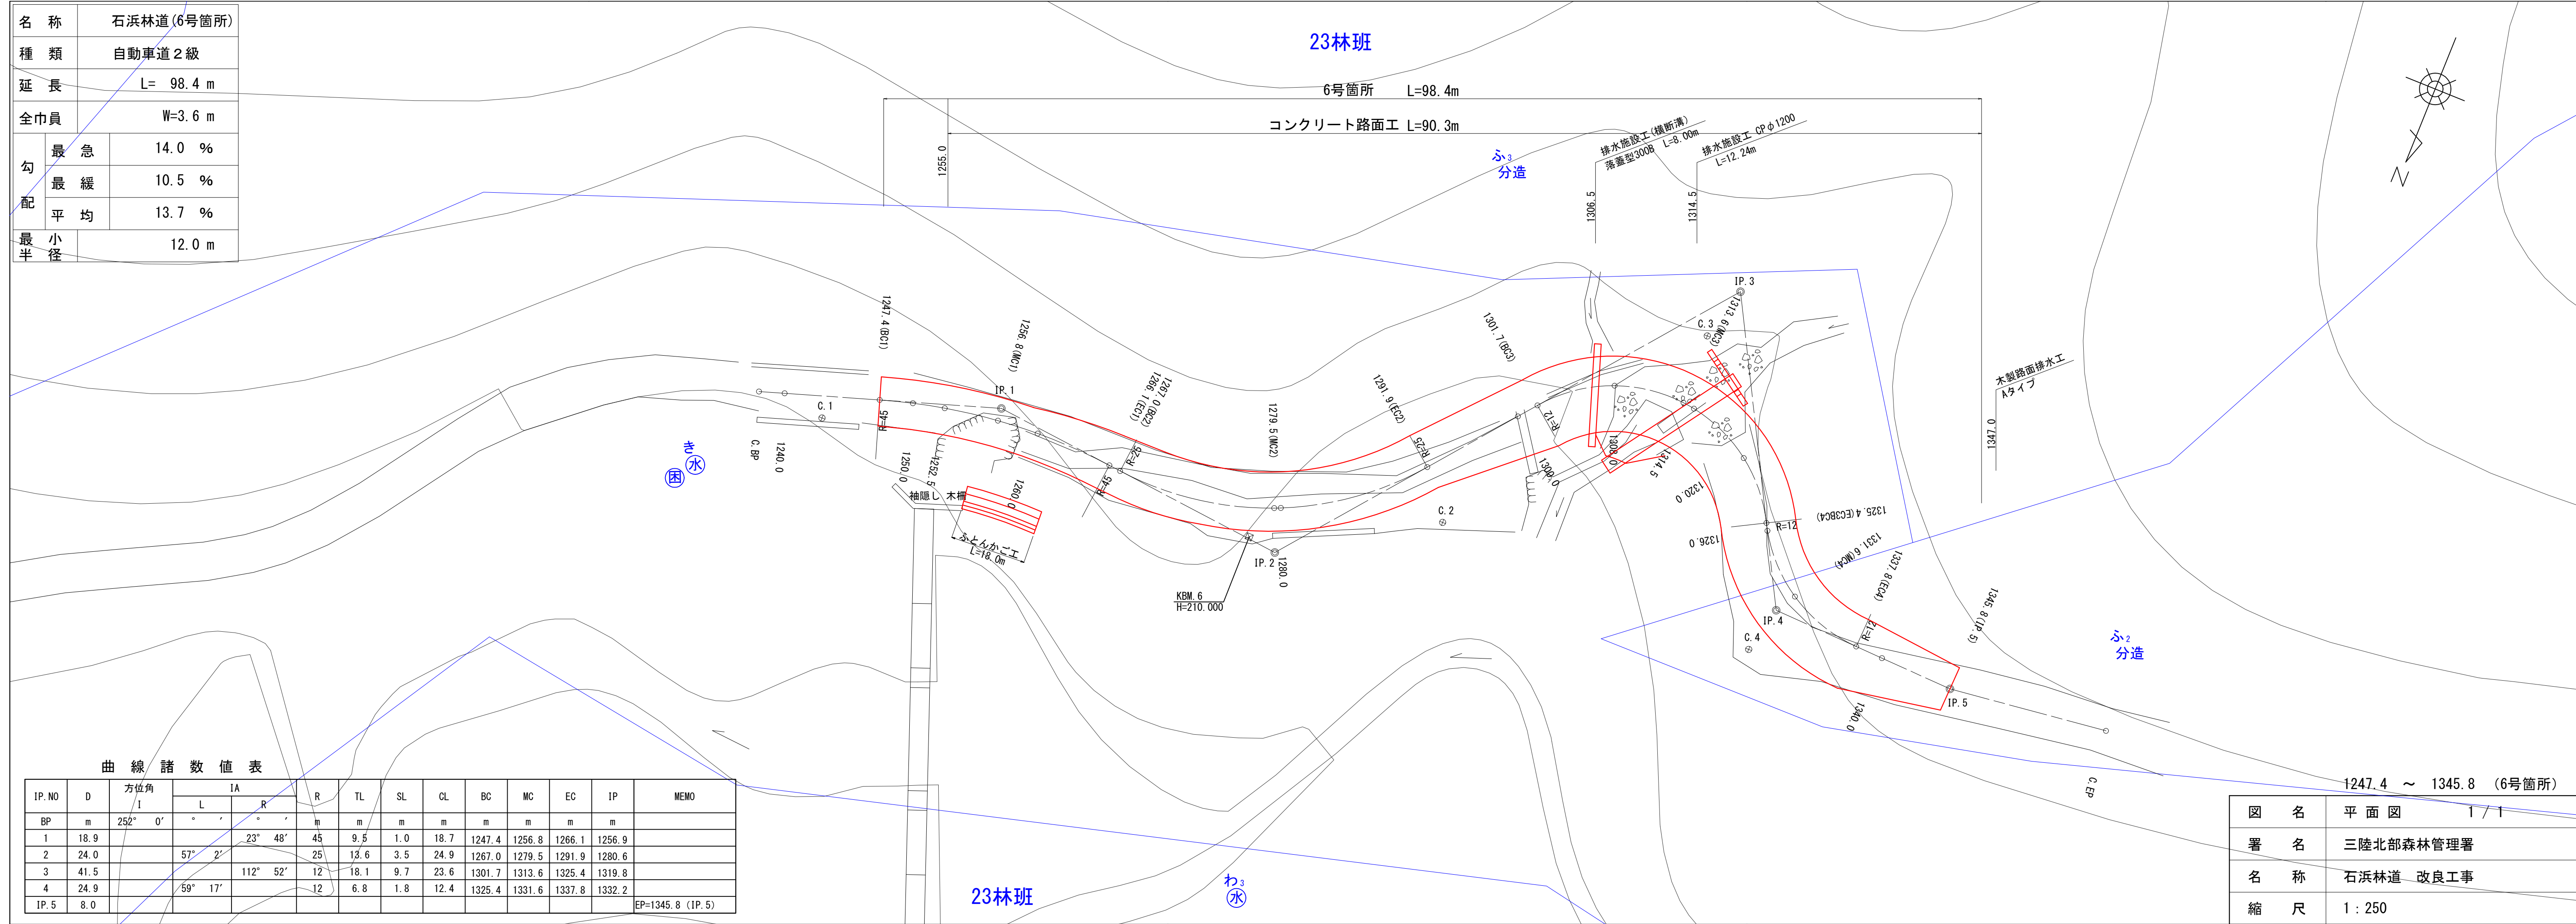 名 称 石浜林道(6号箇所)
種 類 自動車道２級
延 長 L= 98.4 m
全巾員 W=3.6 m
勾配 最 急 14.0 %
最 緩 10.5 %
平 均 13.7 %
最小半径 12.0 m
23林班
6号箇所 L=98.4m
コンクリート路面工 L=90.3m
1255.0
ふ3
分造
排水施設工(横断溝)
落蓋型300B L=8.00m
1306.5
排水施設工 CPφ1200
L=12.24m
1314.5
木製路面排水工
Aタイプ
1347.0
IP.3
C.3
1313.6(MC3)
1301.7(BC3)
1291.9(EC2)
1279.5(MC2)
1267.0(BC2)
1266.1(EC1)
1256.8(MC1)
1247.4(BC1)
IP.1
C.1
R=45
C.BP
1240.0
1250.0
1252.5
1260.0
袖隠し 木柵
ふとんかご工
L=18.0m
き
水
困
R=45
R=25
R=25
R=12
1300.0
1308.0
1314.5
1320.0
1326.0
C.2
IP.2
1280.0
KBM.6
H=210.000
R=12
1325.4(EC3BC4)
1331.6(MC4)
1337.8(EC4)
1345.8(IP.5)
IP.4
C.4
R=12
IP.5
1340.0
C.EP
ふ2
分造
23林班
わ3
水
曲 線 諸 数 値 表
IP.NO D 方位角 I IA L R R TL SL CL BC MC EC IP MEMO
BP m 252° 0′ ° ′ ° ′ m m m m m m m m
1 18.9 23° 48′ 45 9.5 1.0 18.7 1247.4 1256.8 1266.1 1256.9
2 24.0 57° 2′ 25 13.6 3.5 24.9 1267.0 1279.5 1291.9 1280.6
3 41.5 112° 52′ 12 18.1 9.7 23.6 1301.7 1313.6 1325.4 1319.8
4 24.9 59° 17′ 12 6.8 1.8 12.4 1325.4 1331.6 1337.8 1332.2
IP.5 8.0 EP=1345.8 (IP.5)
1247.4 ～ 1345.8 (6号箇所)
図 名 平 面 図 1 / 1
署 名 三陸北部森林管理署
名 称 石浜林道 改良工事
縮 尺 1：250